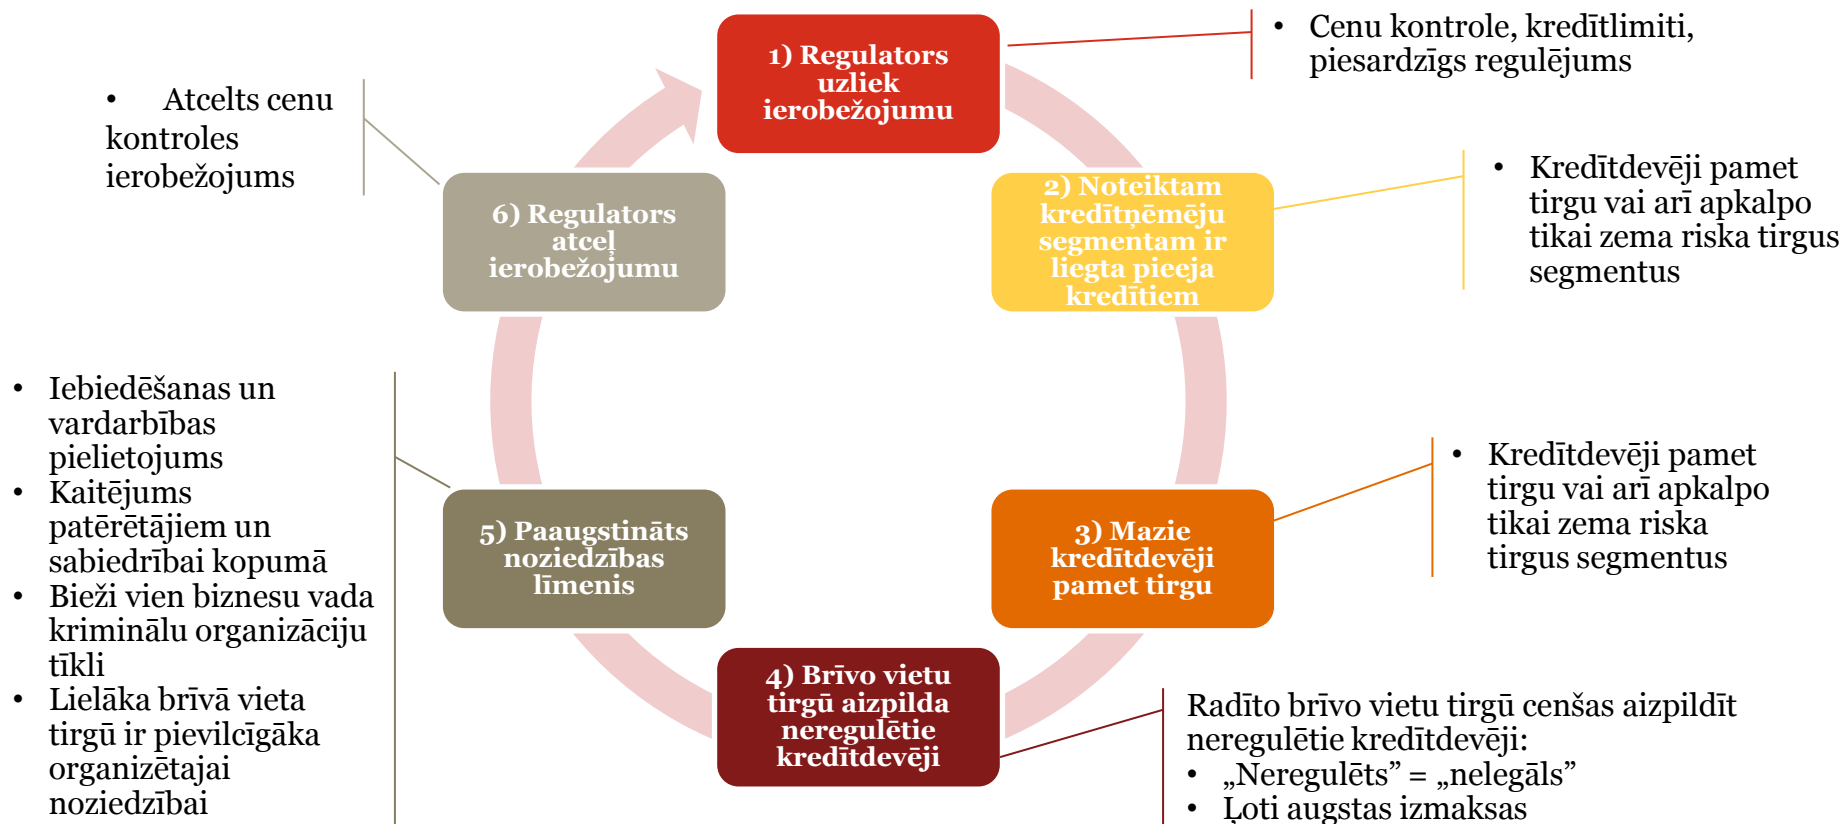 1) Regulators
uzliek
ierobežojumu
• Cenu kontrole, kredītlimiti,
piesardzīgs regulējums
2) Noteiktam
kredītņēmēju
segmentam ir
liegta pieeja
kredītiem
• Kredītdevēji pamet
tirgu vai arī apkalpo
tikai zema riska tirgus
segmentus
3) Mazie
kredītdevēji
pamet tirgu
• Kredītdevēji pamet
tirgu vai arī apkalpo
tikai zema riska
tirgus segmentus
4) Brīvo vietu
tirgū aizpilda
neregulētie
kredītdevēji
Radīto brīvo vietu tirgū cenšas aizpildīt
neregulētie kredītdevēji:
• „Neregulēts” = „nelegāls”
• Ļoti augstas izmaksas
5) Paaugstināts
noziedzības
līmenis
• Iebiedēšanas un
vardarbības
pielietojums
• Kaitējums
patērētājiem un
sabiedrībai kopumā
• Bieži vien biznesu vada
kriminālu organizāciju
tīkli
• Lielāka brīvā vieta
tirgū ir pievilcīgāka
organizētajai
noziedzībai
6) Regulators
atceļ
ierobežojumu
• Atcelts cenu
kontroles
ierobežojums